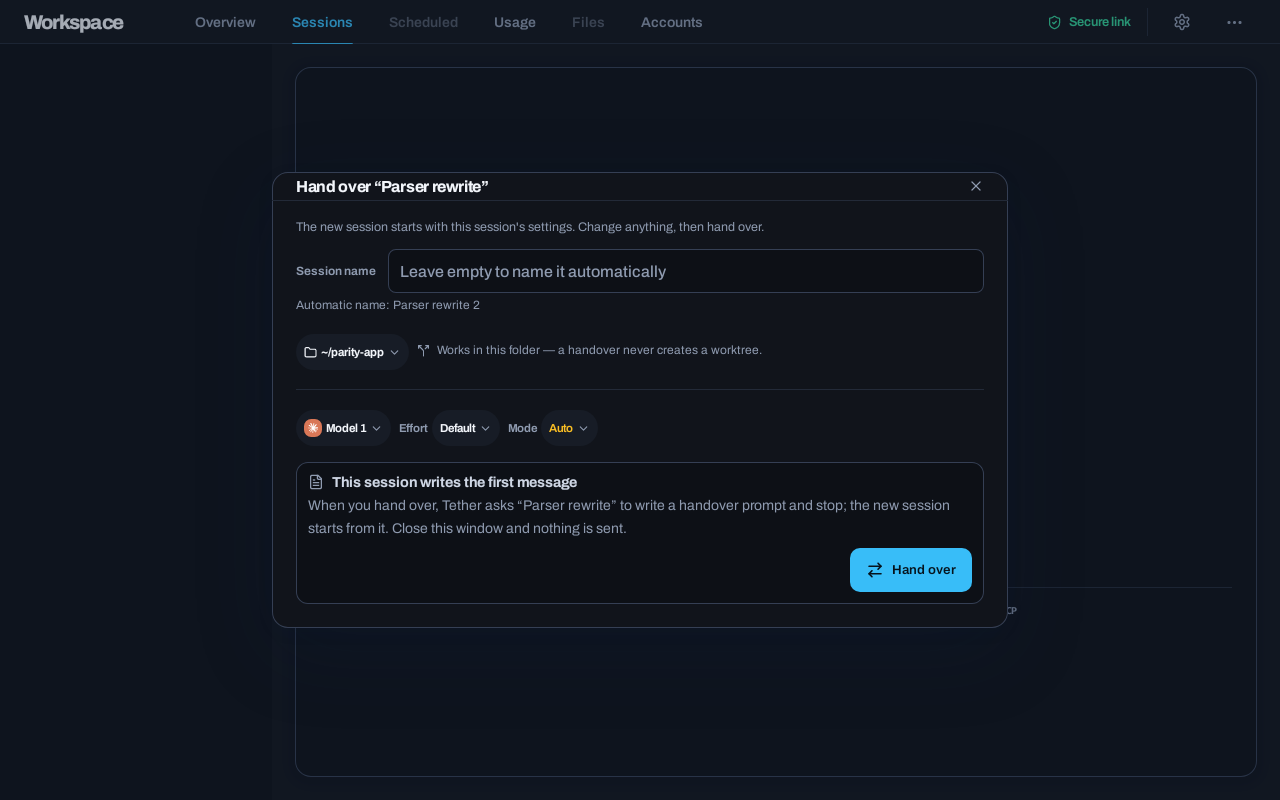 Workspace
Overview
Sessions
Scheduled
Usage
Files
Accounts
Secure link
Hand over “Parser rewrite”
The new session starts with this session's settings. Change anything, then hand over.
Session name
Leave empty to name it automatically
Automatic name: Parser rewrite 2
~/parity-app
Works in this folder — a handover never creates a worktree.
Model 1
Effort
Default
Mode
Auto
This session writes the first message
When you hand over, Tether asks “Parser rewrite” to write a handover prompt and stop; the new session
starts from it. Close this window and nothing is sent.
Hand over